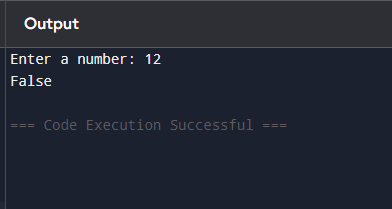 Output
Enter a number: 12
False
=== Code Execution Successful ===